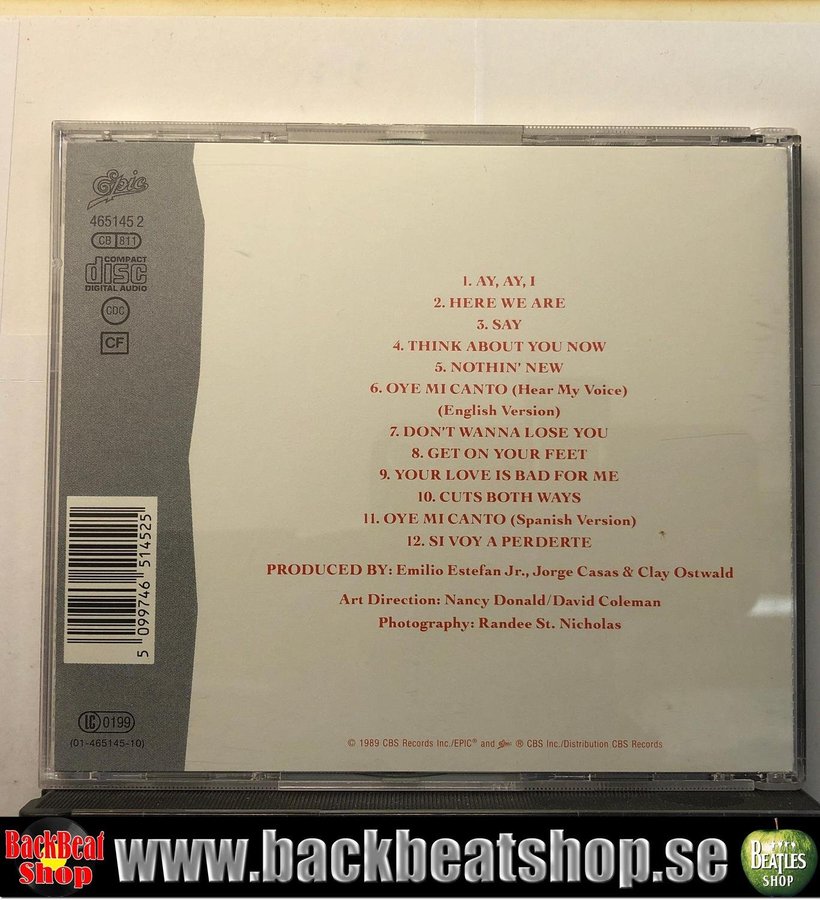 Epic
465145 2
CB 811
COMPACT
disc
DIGITAL AUDIO
CDC
CF
1. AY, AY, I
2. HERE WE ARE
3. SAY
4. THINK ABOUT YOU NOW
5. NOTHIN' NEW
6. OYE MI CANTO (Hear My Voice)
(English Version)
7. DON'T WANNA LOSE YOU
8. GET ON YOUR FEET
9. YOUR LOVE IS BAD FOR ME
10. CUTS BOTH WAYS
11. OYE MI CANTO (Spanish Version)
12. SI VOY A PERDERTE
PRODUCED BY: Emilio Estefan Jr., Jorge Casas & Clay Ostwald
Art Direction: Nancy Donald/David Coleman
Photography: Randee St. Nicholas
5 099746 514525
LC 0199
(01-465145-10)
© 1989 CBS Records Inc./EPIC® and Epic ® CBS Inc./Distribution CBS Records
BackBeat
Shop
www.backbeatshop.se
BEATLES
SHOP